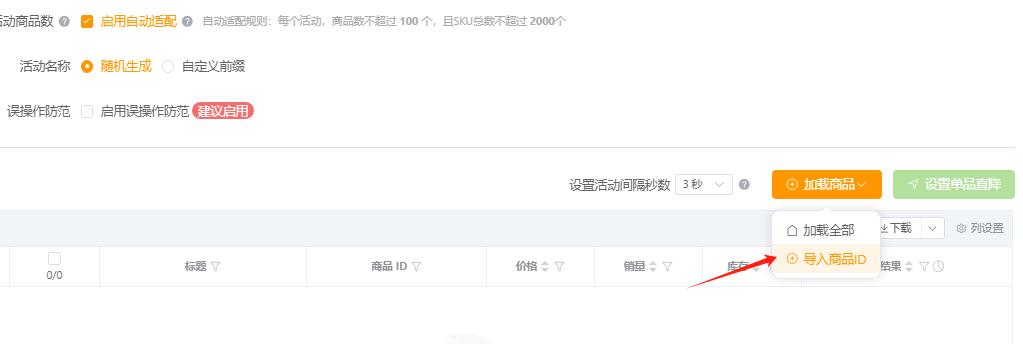 活动商品数 启用自动适配 自动适配规则：每个活动，商品数不超过 100 个，且SKU总数不超过 2000个
活动名称 随机生成 自定义前缀
误操作防范 启用误操作防范 建议启用
设置活动间隔秒数 3 秒 加载商品 设置单品直降
加载全部 下载 列设置
导入商品ID
0/0 标题 商品 ID 价格 销量 库存 结果